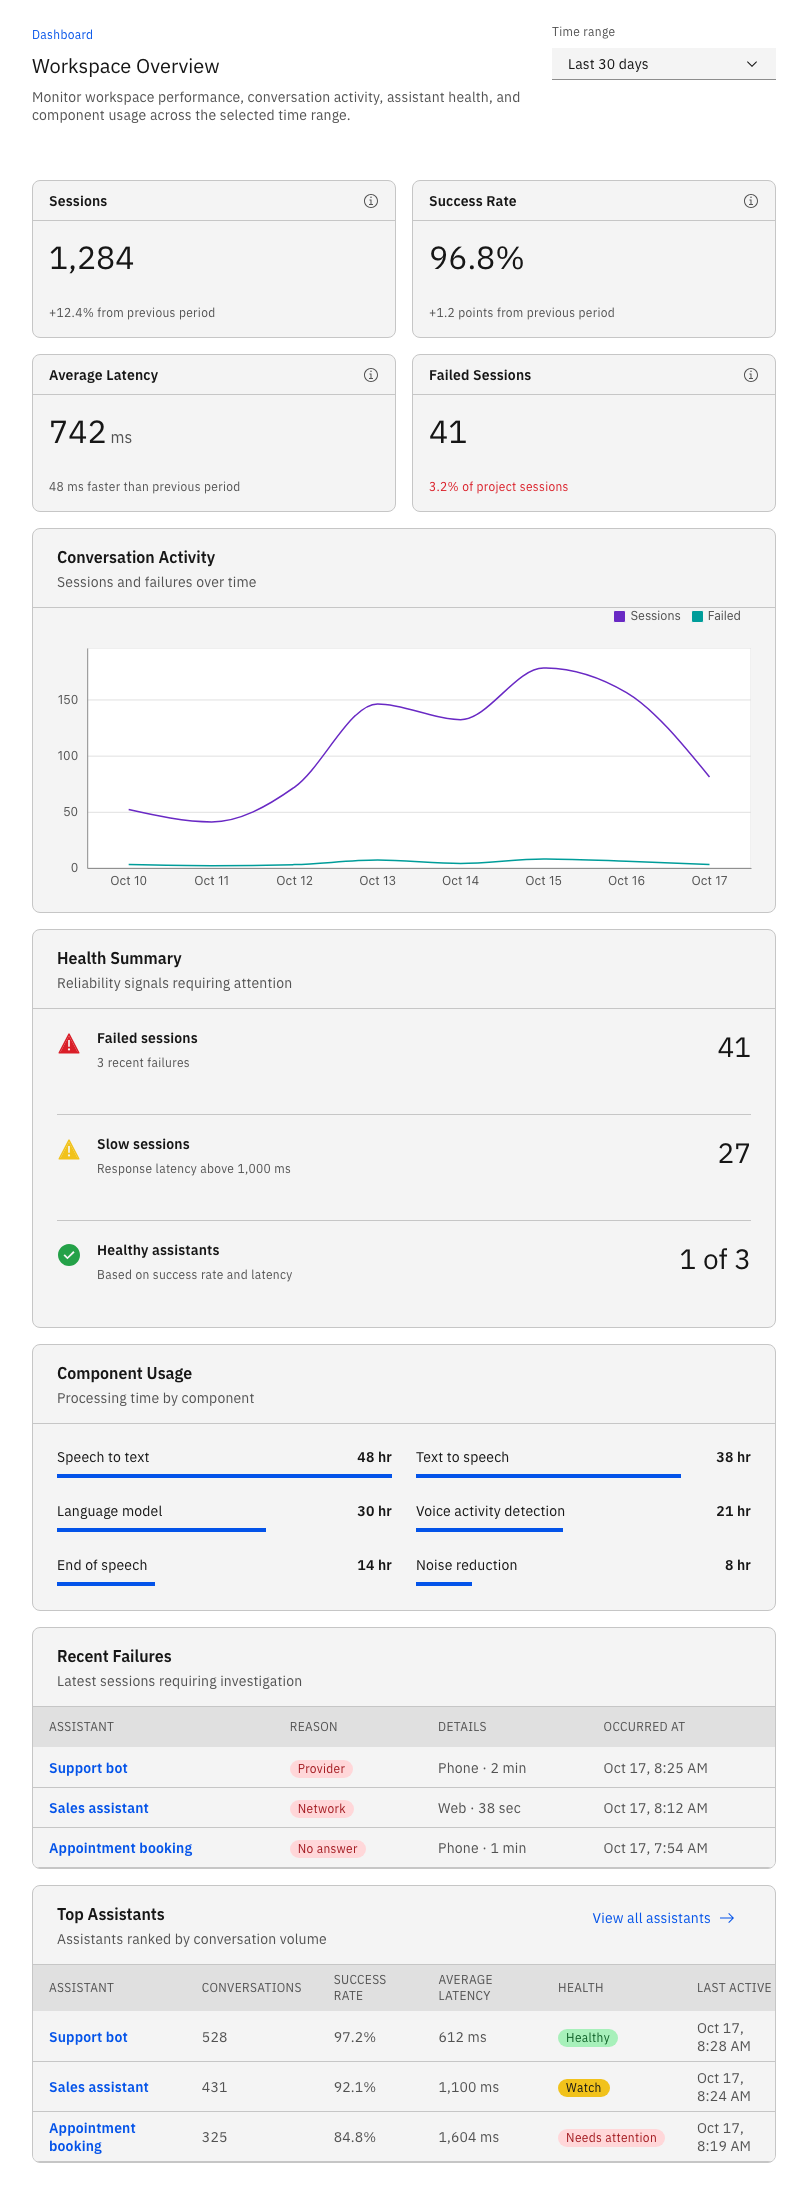 Dashboard
Time range
Workspace Overview
Last 30 days
Monitor workspace performance, conversation activity, assistant health, and
component usage across the selected time range.
Sessions
Success Rate
1,284
96.8%
+12.4% from previous period
+1.2 points from previous period
Average Latency
Failed Sessions
742 ms
41
48 ms faster than previous period
3.2% of project sessions
Conversation Activity
Sessions and failures over time
Sessions Failed
150
100
50
0
Oct 10 Oct 11 Oct 12 Oct 13 Oct 14 Oct 15 Oct 16 Oct 17
Health Summary
Reliability signals requiring attention
Failed sessions
41
3 recent failures
Slow sessions
27
Response latency above 1,000 ms
Healthy assistants
1 of 3
Based on success rate and latency
Component Usage
Processing time by component
Speech to text 48 hr
Text to speech 38 hr
Language model 30 hr
Voice activity detection 21 hr
End of speech 14 hr
Noise reduction 8 hr
Recent Failures
Latest sessions requiring investigation
ASSISTANT REASON DETAILS OCCURRED AT
Support bot Provider Phone · 2 min Oct 17, 8:25 AM
Sales assistant Network Web · 38 sec Oct 17, 8:12 AM
Appointment booking No answer Phone · 1 min Oct 17, 7:54 AM
Top Assistants
View all assistants
Assistants ranked by conversation volume
ASSISTANT CONVERSATIONS SUCCESS RATE AVERAGE LATENCY HEALTH LAST ACTIVE
Support bot 528 97.2% 612 ms Healthy Oct 17, 8:28 AM
Sales assistant 431 92.1% 1,100 ms Watch Oct 17, 8:24 AM
Appointment booking 325 84.8% 1,604 ms Needs attention Oct 17, 8:19 AM